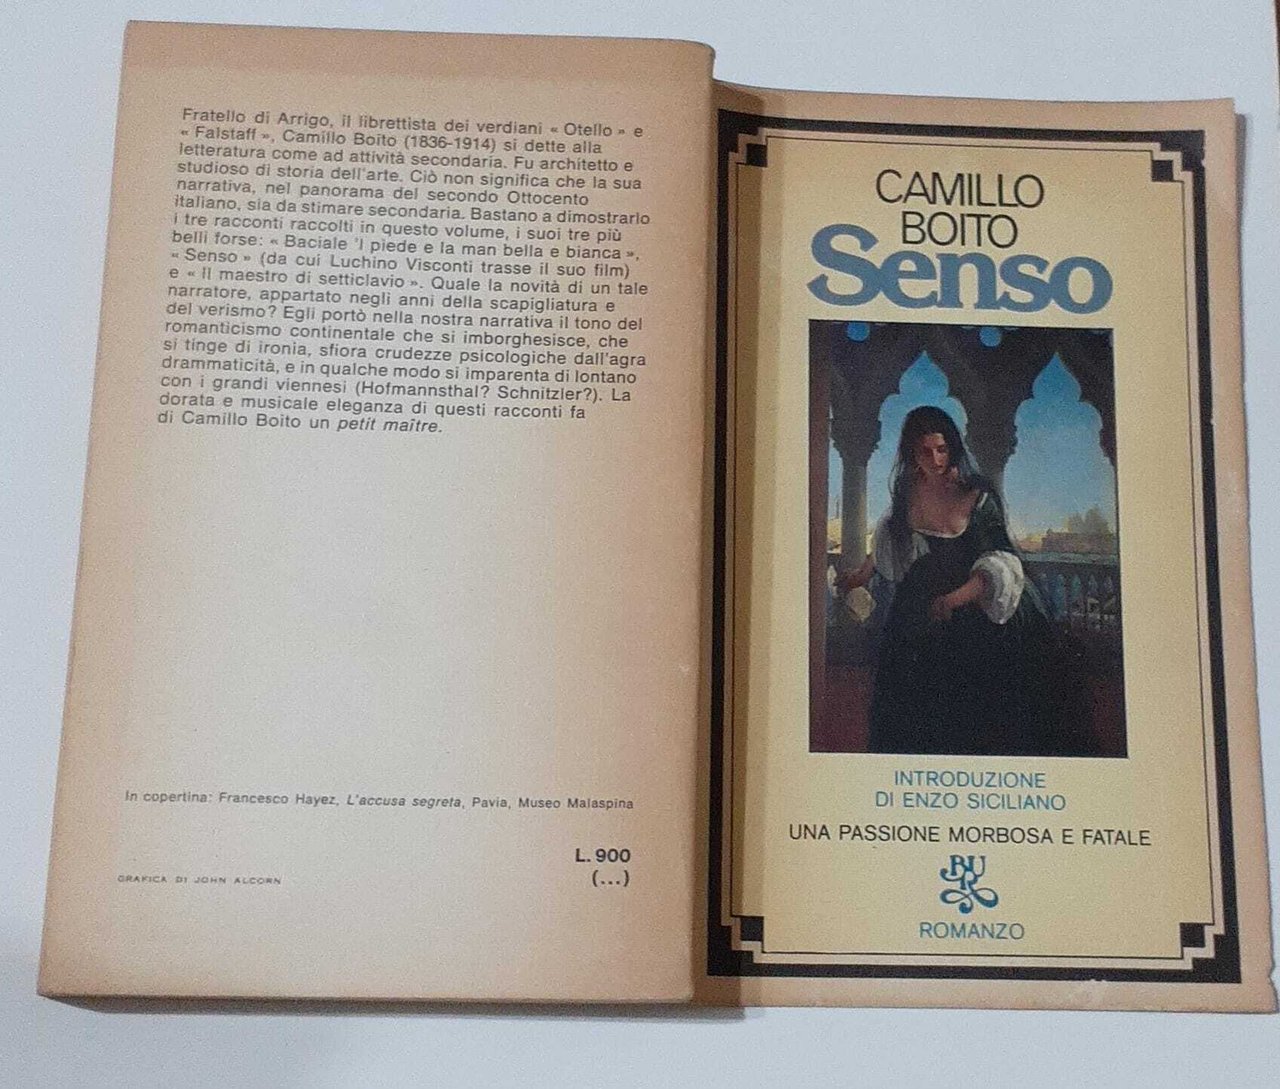 Fratello di Arrigo, il librettista dei verdiani « Otello » e
« Falstaff », Camillo Boito (1836-1914) si dette alla
letteratura come ad attività secondaria. Fu architetto e
studioso di storia dell'arte. Ciò non significa che la sua
narrativa, nel panorama del secondo Ottocento
italiano, sia da stimare secondaria. Bastano a dimostrarlo
i tre racconti raccolti in questo volume, i suoi tre più
belli forse: « Baciale 'l piede e la man bella e bianca »,
« Senso » (da cui Luchino Visconti trasse il suo film)
e « Il maestro di setticlavio ». Quale la novità di un tale
narratore, appartato negli anni della scapigliatura e
del verismo? Egli portò nella nostra narrativa il tono del
romanticismo continentale che si imborghesisce, che
si tinge di ironia, sfiora crudezze psicologiche dall'agra
drammaticità, e in qualche modo si imparenta di lontano
con i grandi viennesi (Hofmannsthal? Schnitzler?). La
dorata e musicale eleganza di questi racconti fa
di Camillo Boito un petit maître.
In copertina: Francesco Hayez, L'accusa segreta, Pavia, Museo Malaspina
L. 900
(...)
GRAFICA DI JOHN ALCORN
CAMILLO
BOITO
Senso
INTRODUZIONE
DI ENZO SICILIANO
UNA PASSIONE MORBOSA E FATALE
BUR
ROMANZO